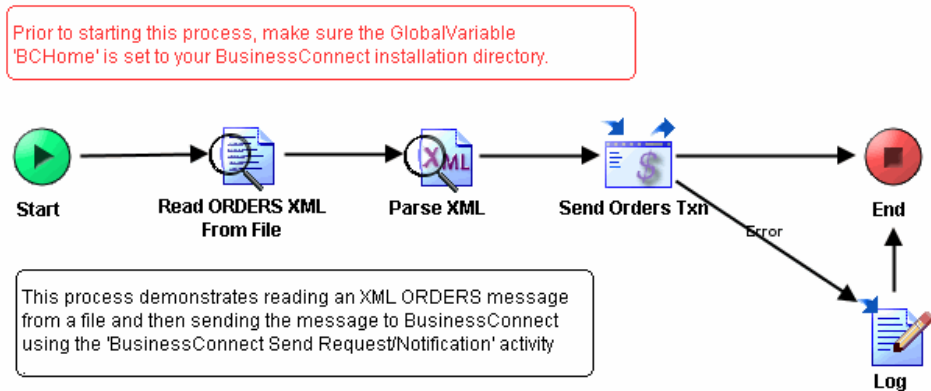 Prior to starting this process, make sure the GlobalVariable
'BCHome' is set to your BusinessConnect installation directory.
XML
$
Start
Read ORDERS XML
From File
Parse XML
Send Orders Txn
End
Error
This process demonstrates reading an XML ORDERS message
from a file and then sending the message to BusinessConnect
using the 'BusinessConnect Send Request/Notification' activity
.
Log